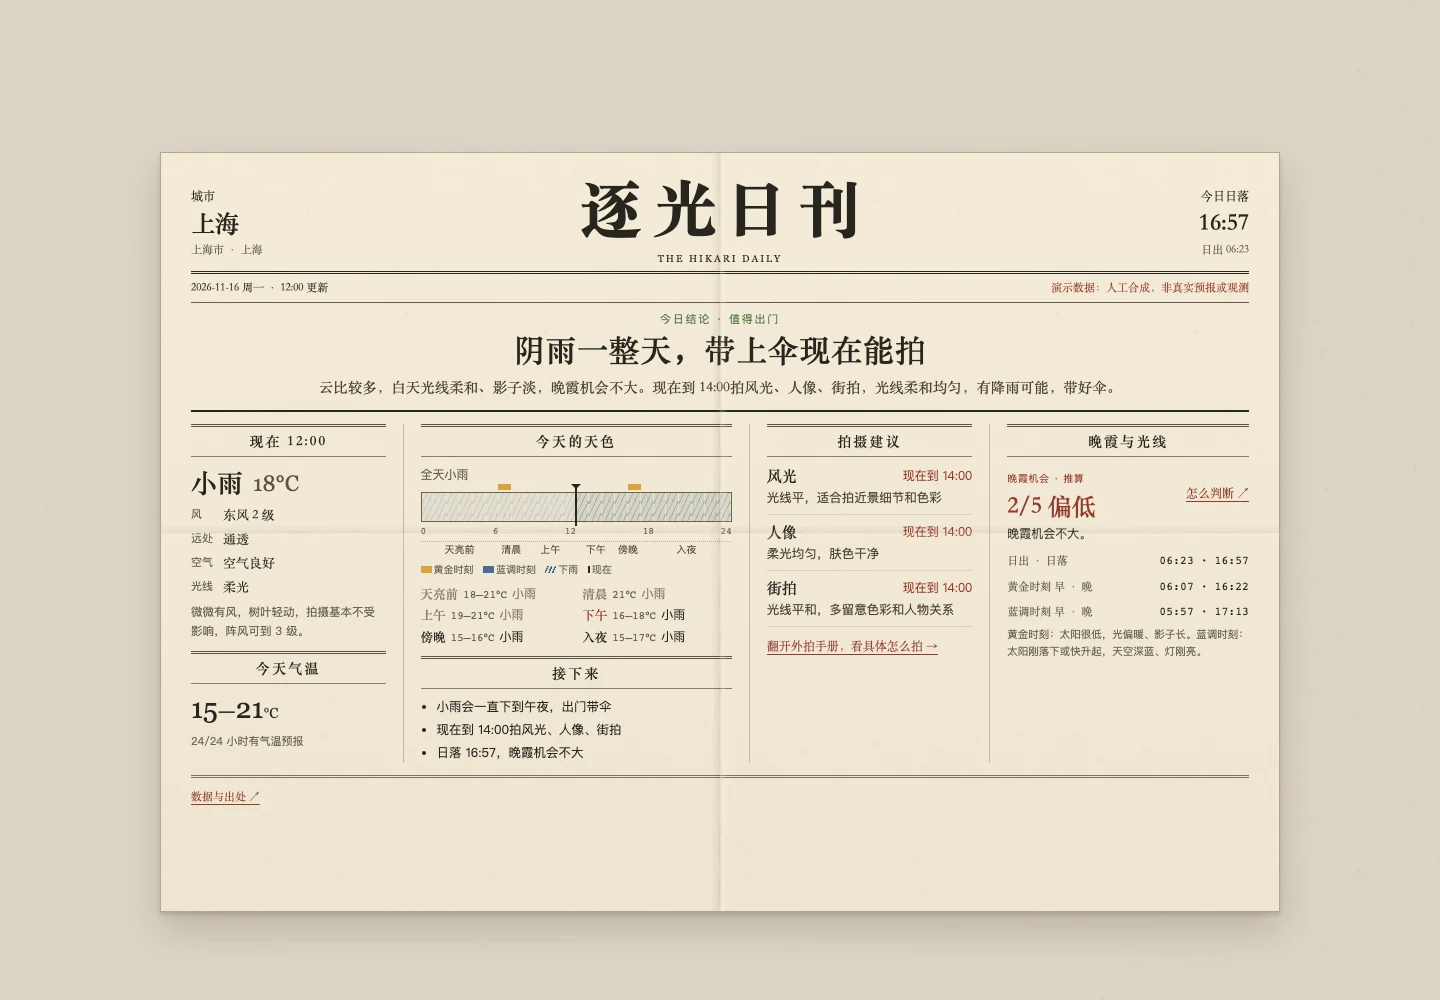 城市
上海
上海市 · 上海
逐光日刊
THE HIKARI DAILY
今日日落
16:57
日出 06:23
2026-11-16 周一 · 12:00 更新
演示数据：人工合成，非真实预报或观测
今日结论 · 值得出门
阴雨一整天，带上伞现在能拍
云比较多，白天光线柔和、影子淡，晚霞机会不大。现在到 14:00拍风光、人像、街拍，光线柔和均匀，有降雨可能，带好伞。
现在 12:00
小雨 18°C
风 东风 2 级
远处 通透
空气 空气良好
光线 柔光
微微有风，树叶轻动，拍摄基本不受
影响，阵风可到 3 级。
今天气温
15—21°C
24/24 小时有气温预报
今天的天色
全天小雨
0 6 12 18 24
天亮前 清晨 上午 下午 傍晚 入夜
黄金时刻 蓝调时刻 下雨 现在
天亮前 18—21°C 小雨 清晨 21°C 小雨
上午 19—21°C 小雨 下午 16—18°C 小雨
傍晚 15—16°C 小雨 入夜 15—17°C 小雨
接下来
• 小雨会一直下到午夜，出门带伞
• 现在到 14:00拍风光、人像、街拍
• 日落 16:57，晚霞机会不大
拍摄建议
风光 现在到 14:00
光线平，适合拍近景细节和色彩
人像 现在到 14:00
柔光均匀，肤色干净
街拍 现在到 14:00
光线平和，多留意色彩和人物关系
翻开外拍手册，看具体怎么拍 →
晚霞与光线
晚霞机会 · 推算
2/5 偏低
怎么判断 ↗
晚霞机会不大。
日出 · 日落 06:23 · 16:57
黄金时刻 早 · 晚 06:07 · 16:22
蓝调时刻 早 · 晚 05:57 · 17:13
黄金时刻：太阳很低，光偏暖、影子长。蓝调时刻：
太阳刚落下或快升起，天空深蓝、灯刚亮。
数据与出处 ↗